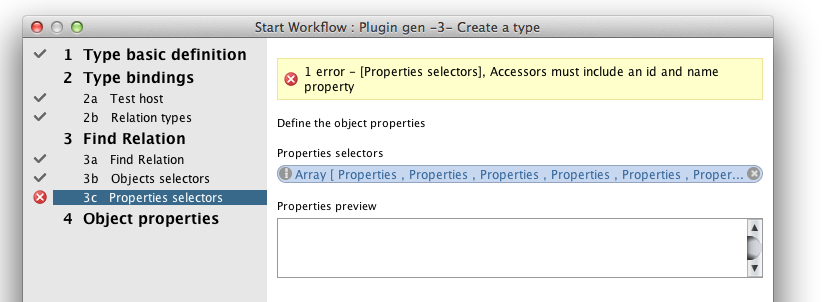 Start Workflow : Plugin gen -3- Create a type
1 Type basic definition
2 Type bindings
2a Test host
2b Relation types
3 Find Relation
3a Find Relation
3b Objects selectors
3c Properties selectors
4 Object properties
1 error - [Properties selectors], Accessors must include an id and name
property
Define the object properties
Properties selectors
Array [ Properties , Properties , Properties , Properties , Properties , Proper...
Properties preview